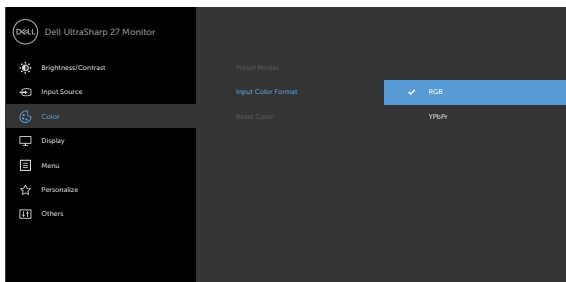 DELL Dell UltraSharp 27 Monitor
Brightness/Contrast Preset Modes
Input Source Input Color Format RGB
Color Reset Color YPbPr
Display
Menu
Personalize
Others